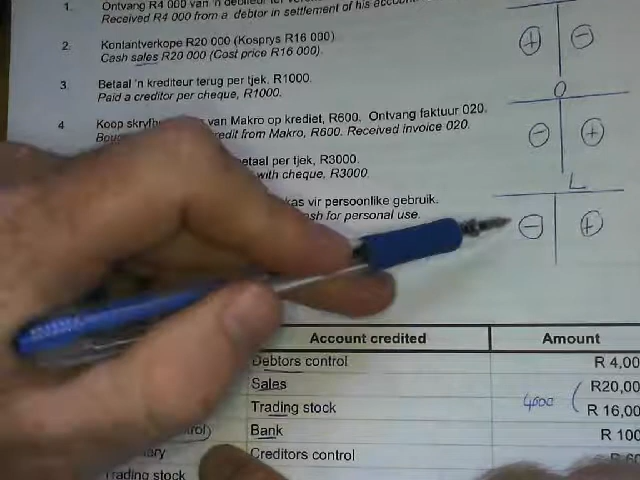 1. Ontvang R4 000 van 'n debiteur ter
Received R4 000 from a debtor in settlement of his account
2. Kontantverkope R20 000 (Kosprys R16 000)
Cash sales R20 000 (Cost price R16 000).
3 Betaal 'n krediteur terug per tjek, R1000.
Paid a creditor per cheque, R1000.
4 Koop van Makro op krediet, R600. Ontvang faktuur 020.
credit from Makro, R600. Received invoice 020.
betaal per tjek, R3000.
with cheque, R3000.
kas vir persoonlike gebruik.
for personal use.
+ -
O
- +
L
- +
Account credited Amount
Debtors control R 4,00
Sales R20,00
Trading stock 4000 ( R 16,00
Bank R 100
Creditors control R 60
Trading stock